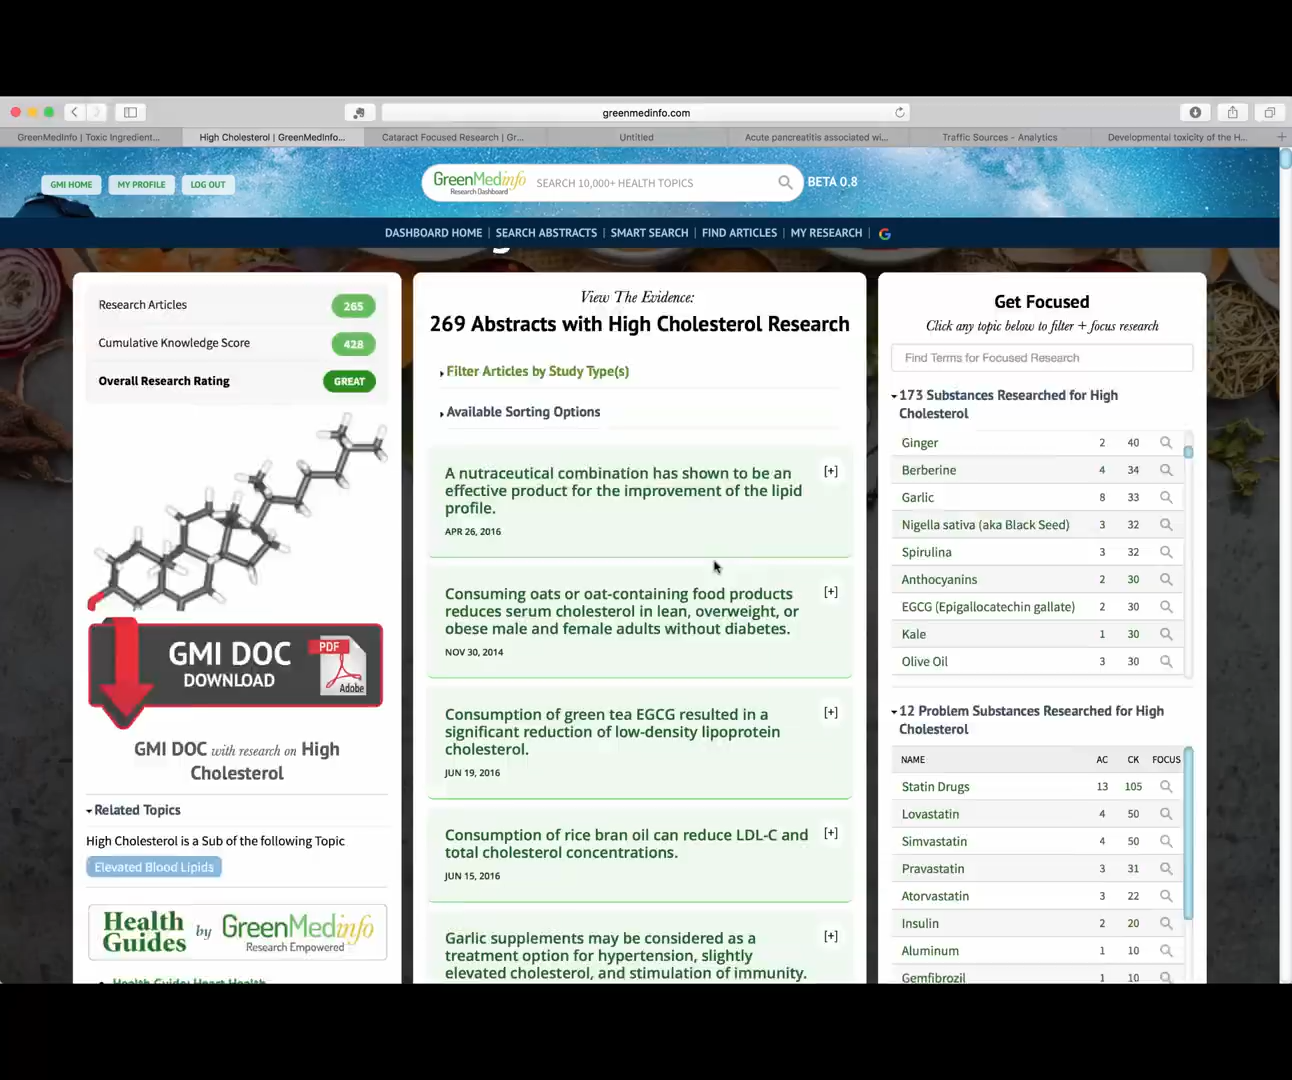 greenmedinfo.com
GreenMedInfo | Toxic Ingredient...
High Cholesterol | GreenMedInfo...
Cataract Focused Research | Gr...
Untitled
Acute pancreatitis associated wi...
Traffic Sources - Analytics
Developmental toxicity of the H...
GMI HOME
MY PROFILE
LOG OUT
GreenMedinfo
Research Dashboard
SEARCH 10,000+ HEALTH TOPICS
BETA 0.8
DASHBOARD HOME | SEARCH ABSTRACTS | SMART SEARCH | FIND ARTICLES | MY RESEARCH |
Research Articles 265
Cumulative Knowledge Score 428
Overall Research Rating GREAT
GMI DOC
DOWNLOAD
PDF
Adobe
GMI DOC with research on High
Cholesterol
Related Topics
High Cholesterol is a Sub of the following Topic
Elevated Blood Lipids
Health
Guides
by
GreenMedinfo
Research Empowered
Health Guide: Heart Health
View The Evidence:
269 Abstracts with High Cholesterol Research
Filter Articles by Study Type(s)
Available Sorting Options
A nutraceutical combination has shown to be an [+]
effective product for the improvement of the lipid
profile.
APR 26, 2016
Consuming oats or oat-containing food products [+]
reduces serum cholesterol in lean, overweight, or
obese male and female adults without diabetes.
NOV 30, 2014
Consumption of green tea EGCG resulted in a [+]
significant reduction of low-density lipoprotein
cholesterol.
JUN 19, 2016
Consumption of rice bran oil can reduce LDL-C and [+]
total cholesterol concentrations.
JUN 15, 2016
Garlic supplements may be considered as a [+]
treatment option for hypertension, slightly
elevated cholesterol, and stimulation of immunity.
Get Focused
Click any topic below to filter + focus research
Find Terms for Focused Research
173 Substances Researched for High
Cholesterol
Ginger 2 40
Berberine 4 34
Garlic 8 33
Nigella sativa (aka Black Seed) 3 32
Spirulina 3 32
Anthocyanins 2 30
EGCG (Epigallocatechin gallate) 2 30
Kale 1 30
Olive Oil 3 30
12 Problem Substances Researched for High
Cholesterol
NAME AC CK FOCUS
Statin Drugs 13 105
Lovastatin 4 50
Simvastatin 4 50
Pravastatin 3 31
Atorvastatin 3 22
Insulin 2 20
Aluminum 1 10
Gemfibrozil 1 10